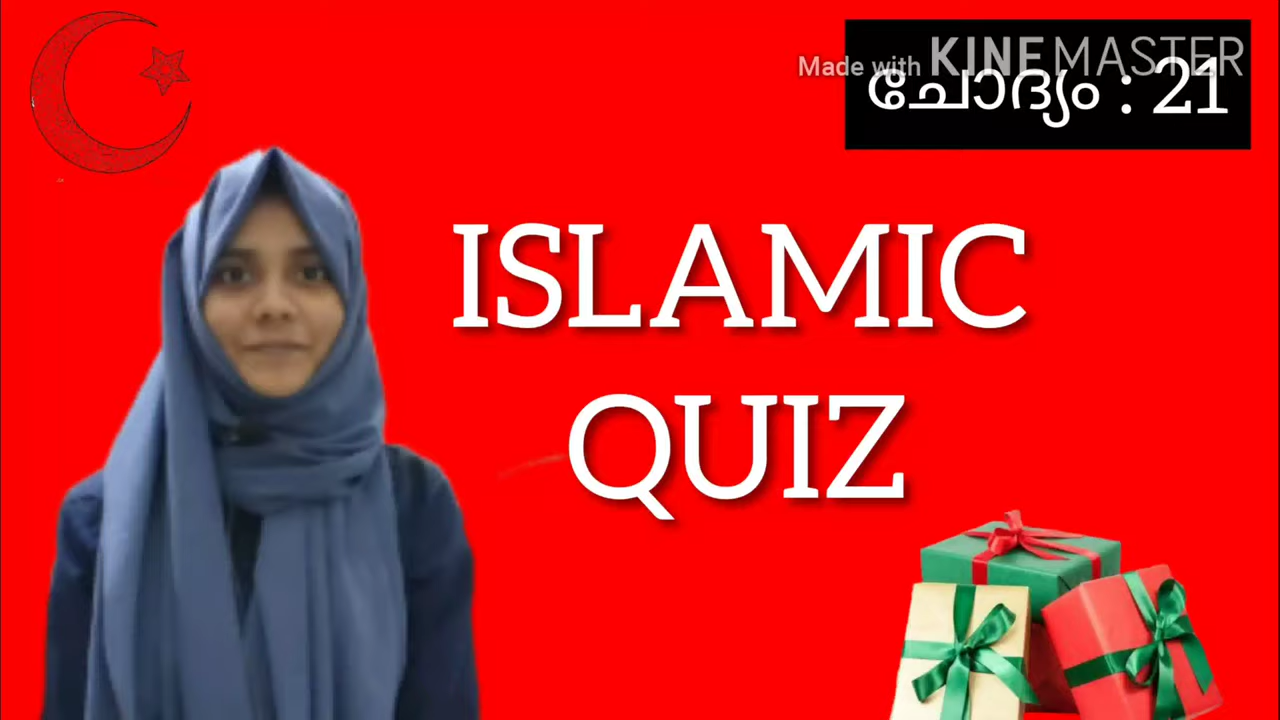 Made with KINEMASTER
ചോദ്യം : 21
ISLAMIC
QUIZ